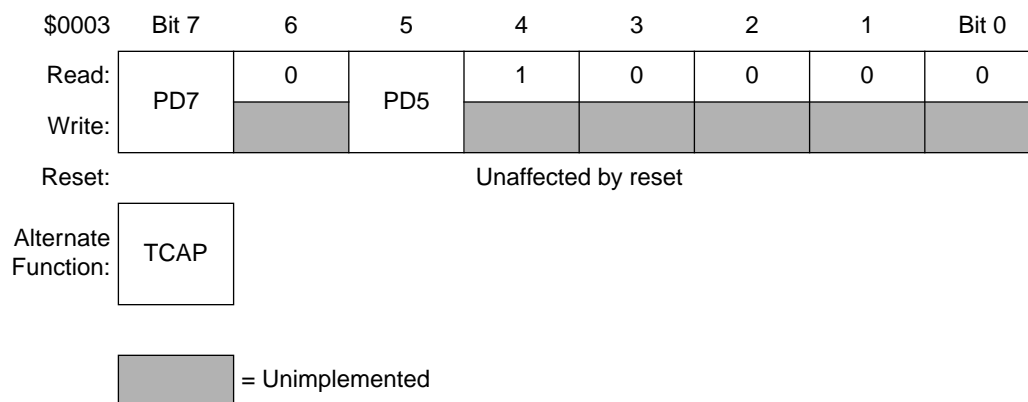 $0003 Bit 7 6 5 4 3 2 1 Bit 0
Read: PD7 0 PD5 1 0 0 0 0
Write:
Reset: Unaffected by reset
Alternate
Function: TCAP
= Unimplemented